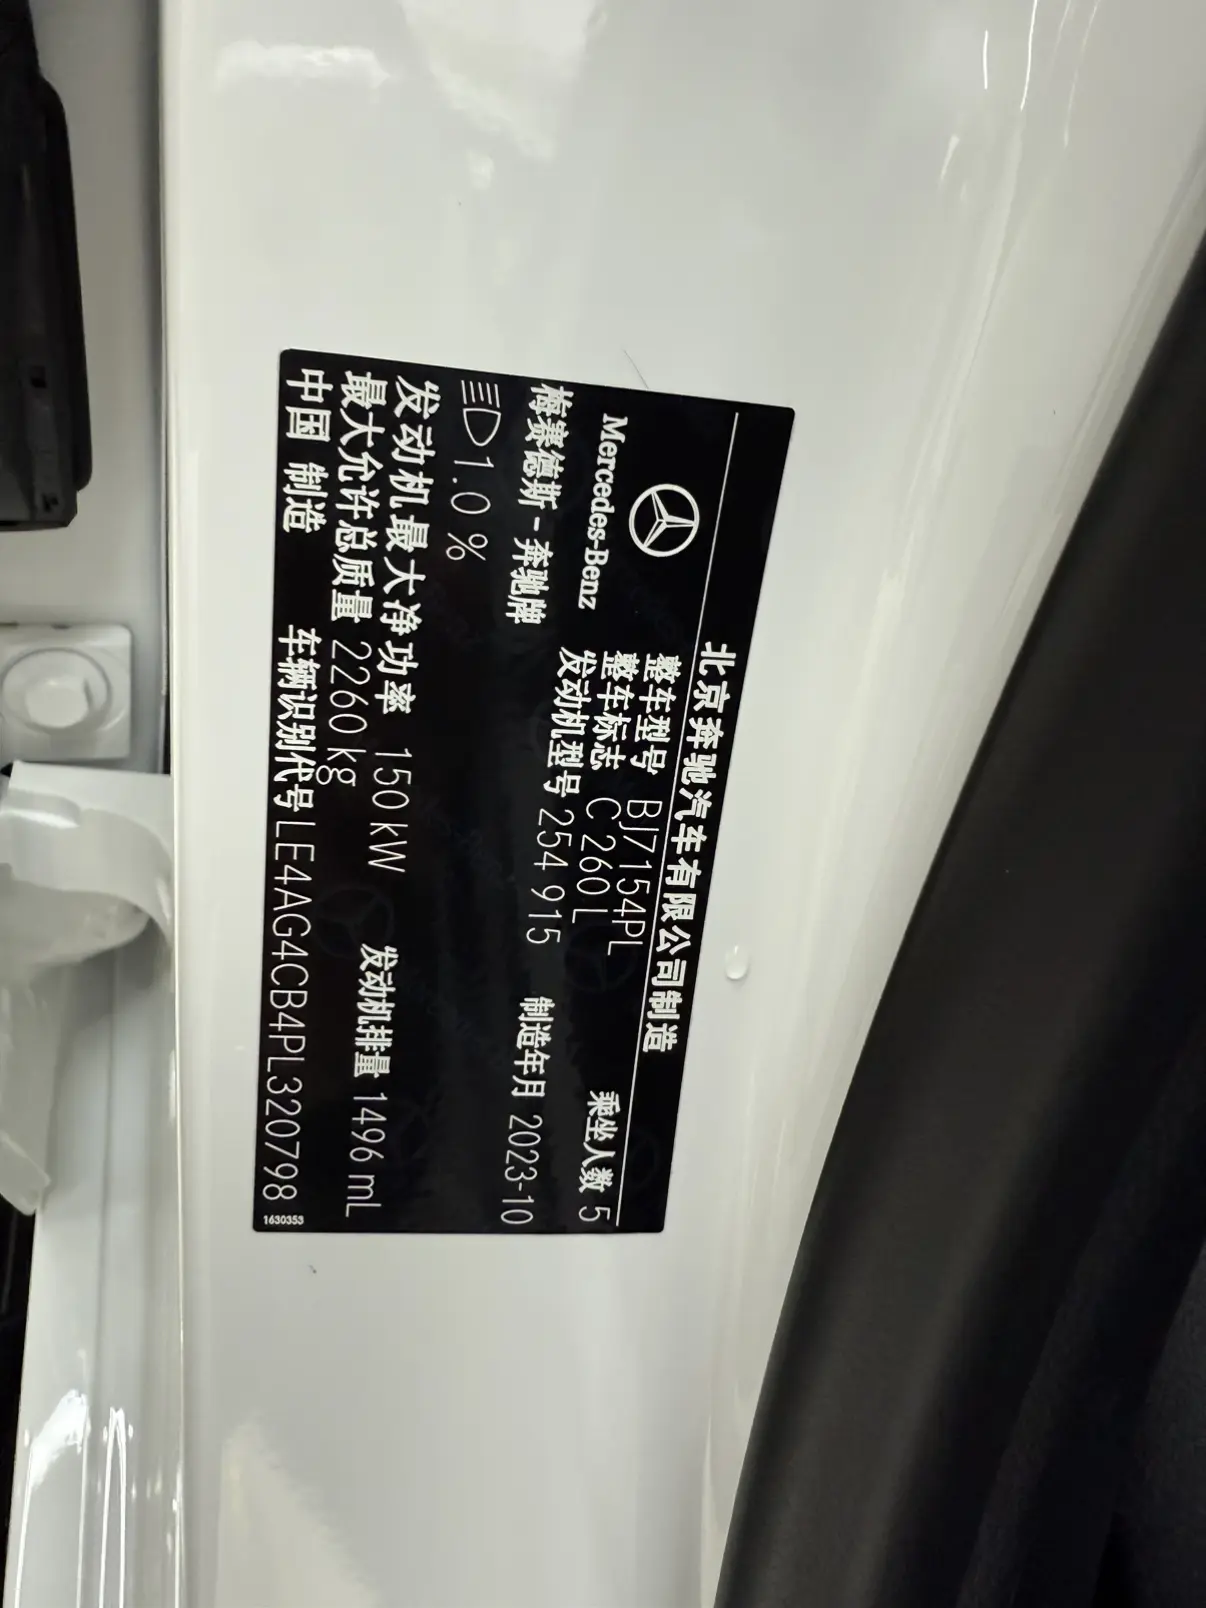 北京奔驰汽车有限公司制造
Mercedes-Benz
整车型号 BJ7154PL
乘坐人数 5
整车标志 C 260 L
梅赛德斯-奔驰牌
发动机型号 254 915
制造年月 2023-10
1.0 %
发动机最大净功率 150 kW
发动机排量 1496 mL
最大允许总质量 2260 kg
中国 制造
车辆识别代号 LE4AG4CB4PL320798
1630353